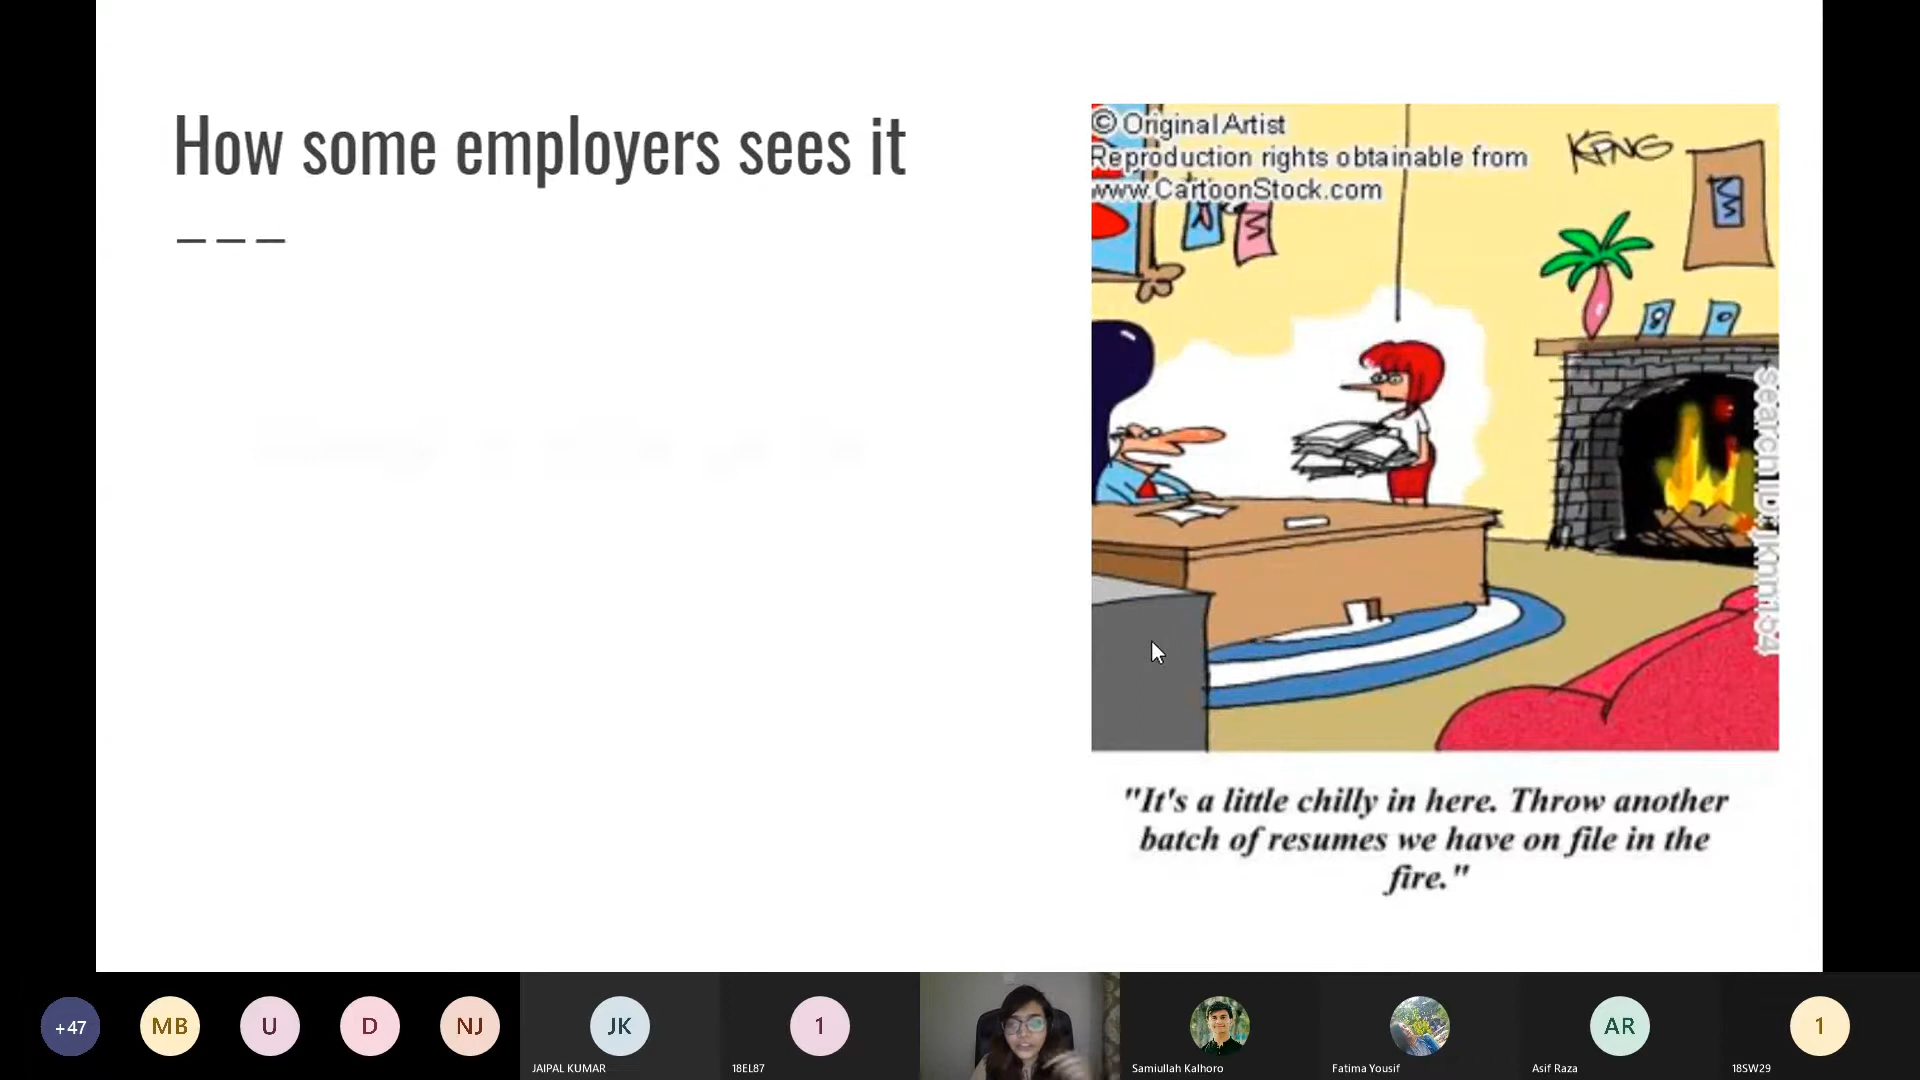 How some employers sees it
© Original Artist
Reproduction rights obtainable from
www.CartoonStock.com
"It's a little chilly in here. Throw another
batch of resumes we have on file in the
fire."
+47
MB
U
D
NJ
JK
JAIPAL KUMAR
1
18EL87
Samiullah Kalhoro
Fatima Yousif
AR
Asif Raza
1
18SW29